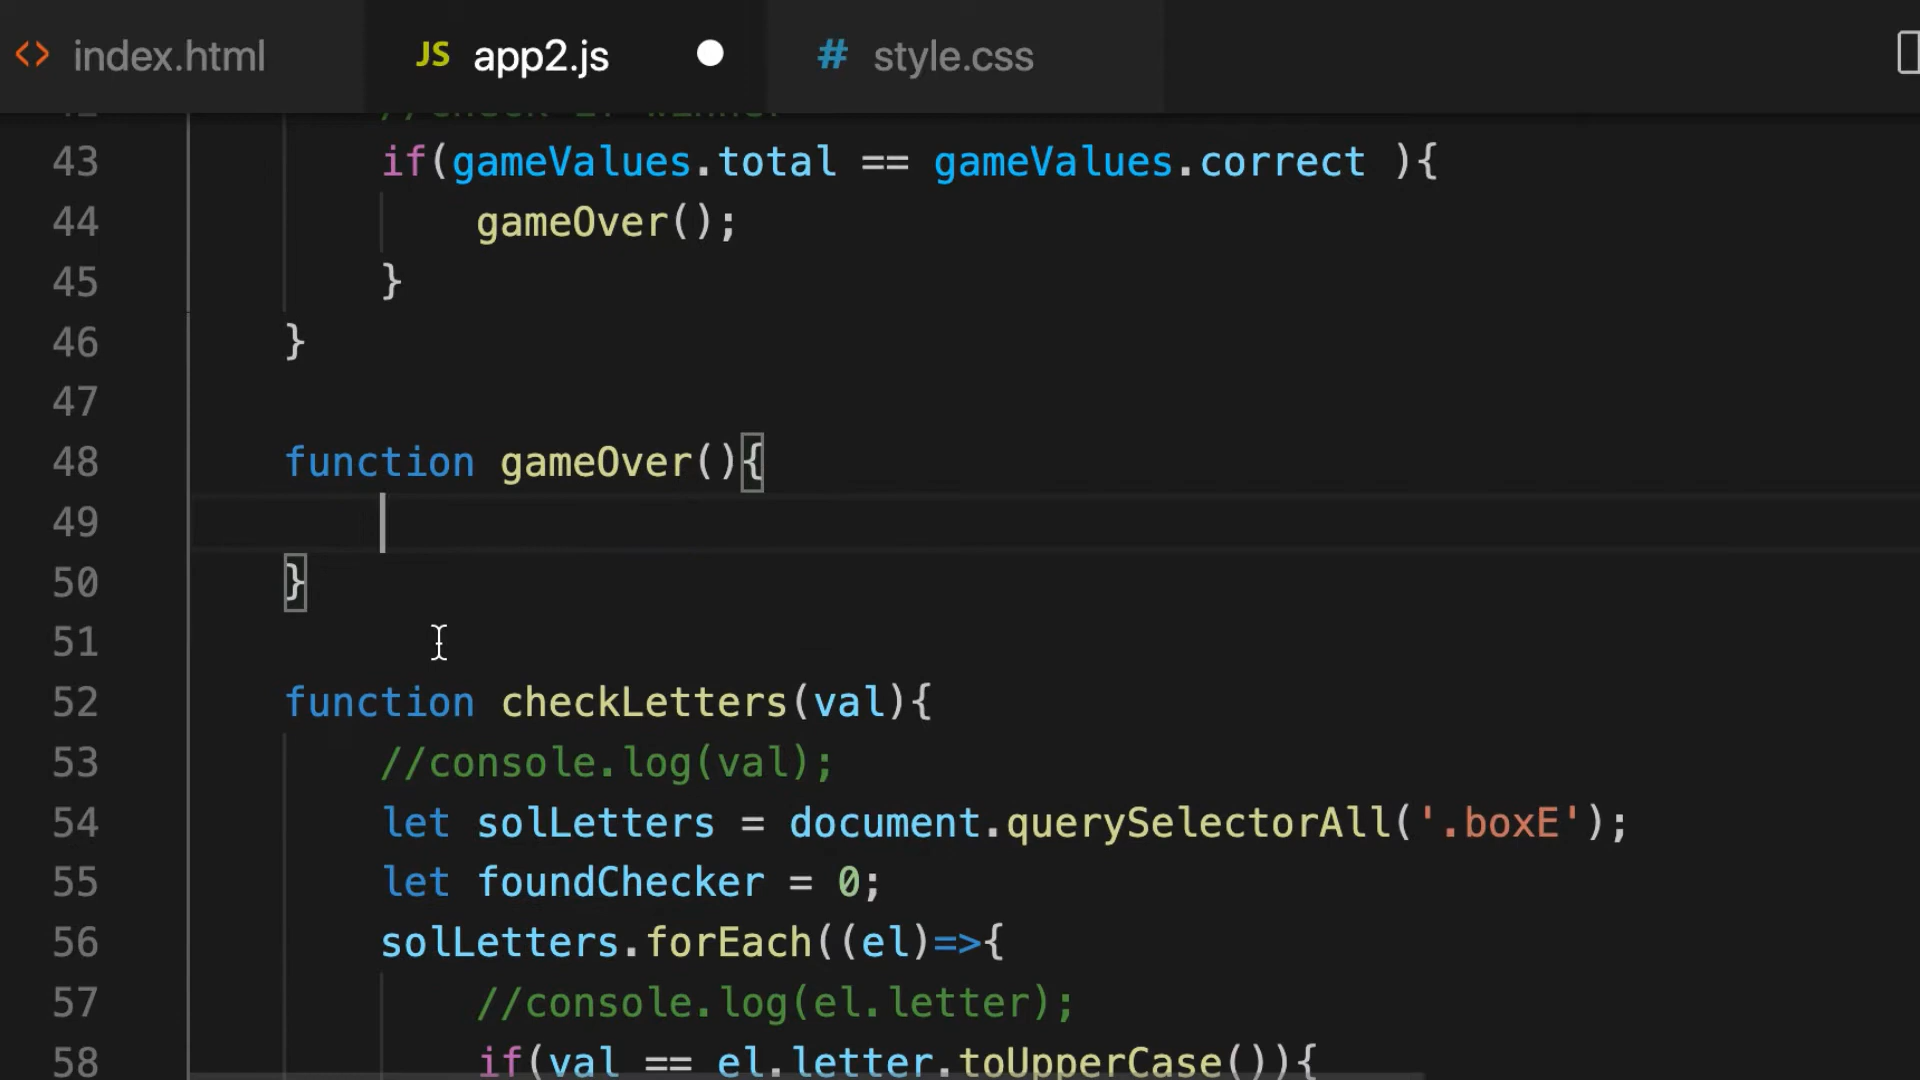 <> index.html JS app2.js # style.css
43 if(gameValues.total == gameValues.correct ){
44 gameOver();
45 }
46 }
47
48 function gameOver(){
49
50 }
51
52 function checkLetters(val){
53 //console.log(val);
54 let solLetters = document.querySelectorAll('.boxE');
55 let foundChecker = 0;
56 solLetters.forEach((el)=>{
57 //console.log(el.letter);
58 if(val == el.letter.toUpperCase()){